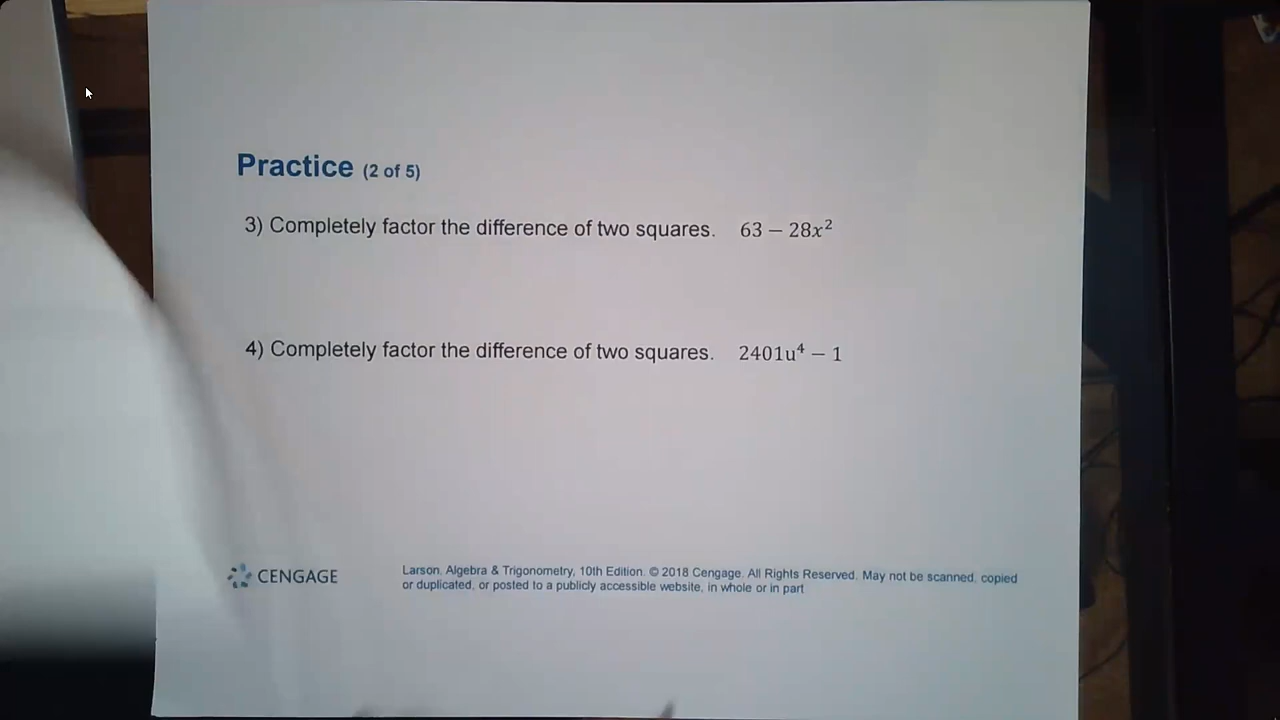 Practice (2 of 5)
3) Completely factor the difference of two squares. 63 − 28x²
4) Completely factor the difference of two squares. 2401u⁴ − 1
CENGAGE
Larson, Algebra & Trigonometry, 10th Edition. © 2018 Cengage. All Rights Reserved. May not be scanned, copied
or duplicated, or posted to a publicly accessible website, in whole or in part